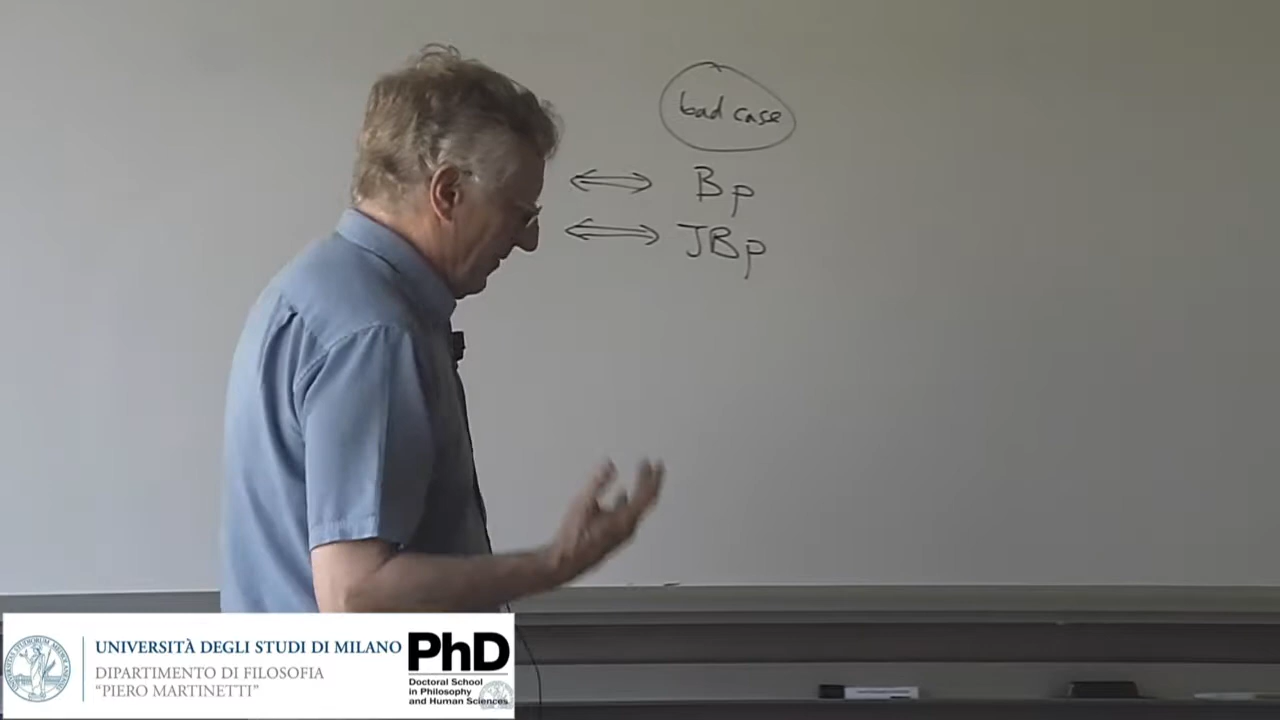 bad case
⟺ Bp
⟺ JBp
UNIVERSITÀ DEGLI STUDI DI MILANO
DIPARTIMENTO DI FILOSOFIA
"PIERO MARTINETTI"
PhD
Doctoral School
in Philosophy
and Human Sciences